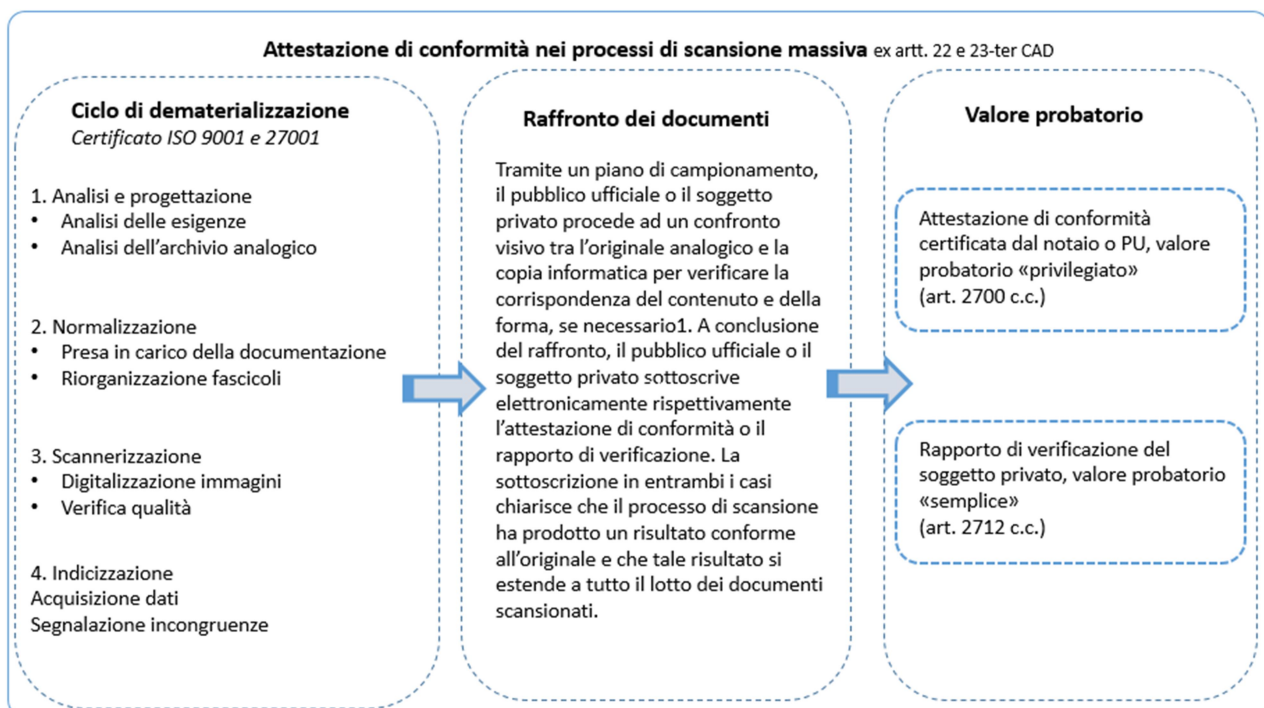 Attestazione di conformità nei processi di scansione massiva ex artt. 22 e 23-ter CAD
Ciclo di dematerializzazione
Certificato ISO 9001 e 27001
1. Analisi e progettazione
• Analisi delle esigenze
• Analisi dell’archivio analogico
2. Normalizzazione
• Presa in carico della documentazione
• Riorganizzazione fascicoli
3. Scannerizzazione
• Digitalizzazione immagini
• Verifica qualità
4. Indicizzazione
Acquisizione dati
Segnalazione incongruenze
Raffronto dei documenti
Tramite un piano di campionamento,
il pubblico ufficiale o il soggetto
privato procede ad un confronto
visivo tra l’originale analogico e la
copia informatica per verificare la
corrispondenza del contenuto e della
forma, se necessario1. A conclusione
del raffronto, il pubblico ufficiale o il
soggetto privato sottoscrive
elettronicamente rispettivamente
l’attestazione di conformità o il
rapporto di verificazione. La
sottoscrizione in entrambi i casi
chiarisce che il processo di scansione
ha prodotto un risultato conforme
all’originale e che tale risultato si
estende a tutto il lotto dei documenti
scansionati.
Valore probatorio
Attestazione di conformità
certificata dal notaio o PU, valore
probatorio «privilegiato»
(art. 2700 c.c.)
Rapporto di verificazione del
soggetto privato, valore probatorio
«semplice»
(art. 2712 c.c.)